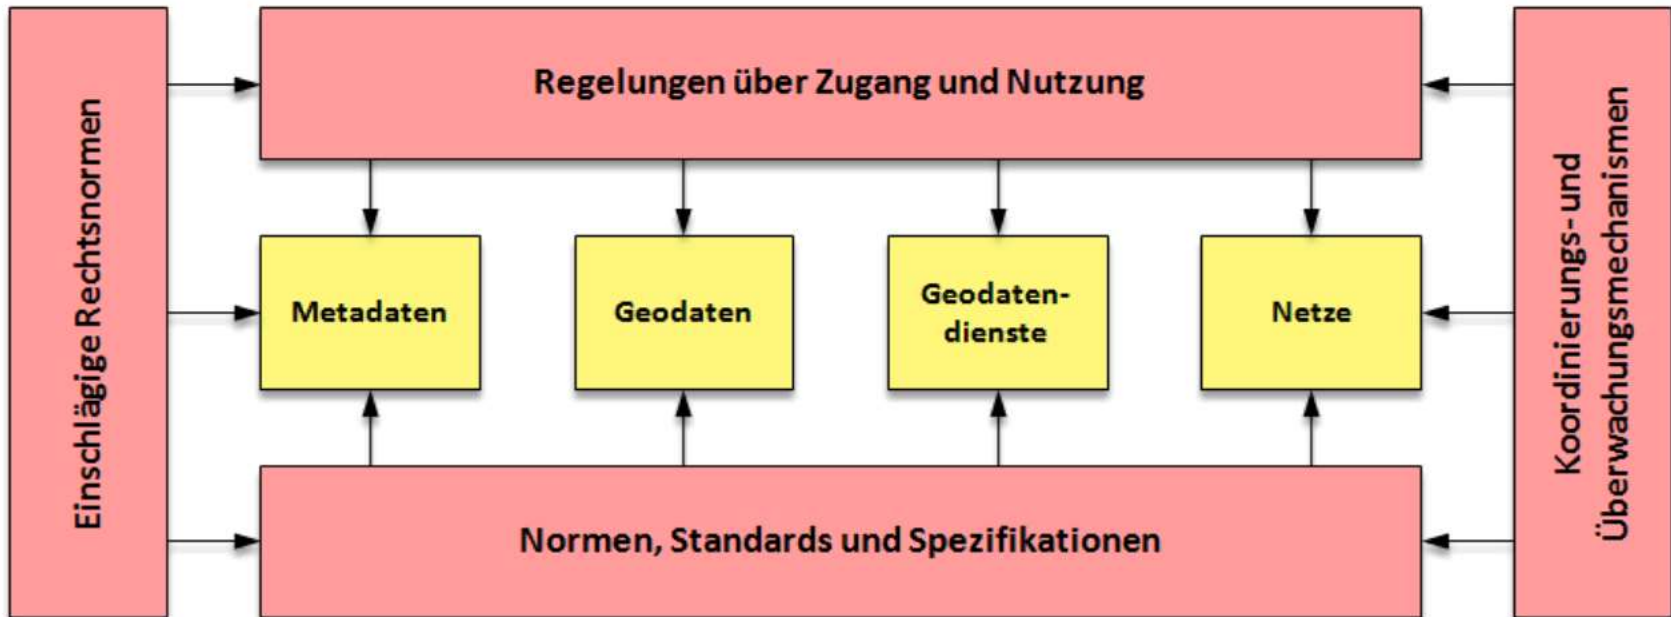 Einschlägige Rechtsnormen
Regelungen über Zugang und Nutzung
Metadaten
Geodaten
Geodaten-
dienste
Netze
Normen, Standards und Spezifikationen
Koordinierungs- und
Überwachungsmechanismen